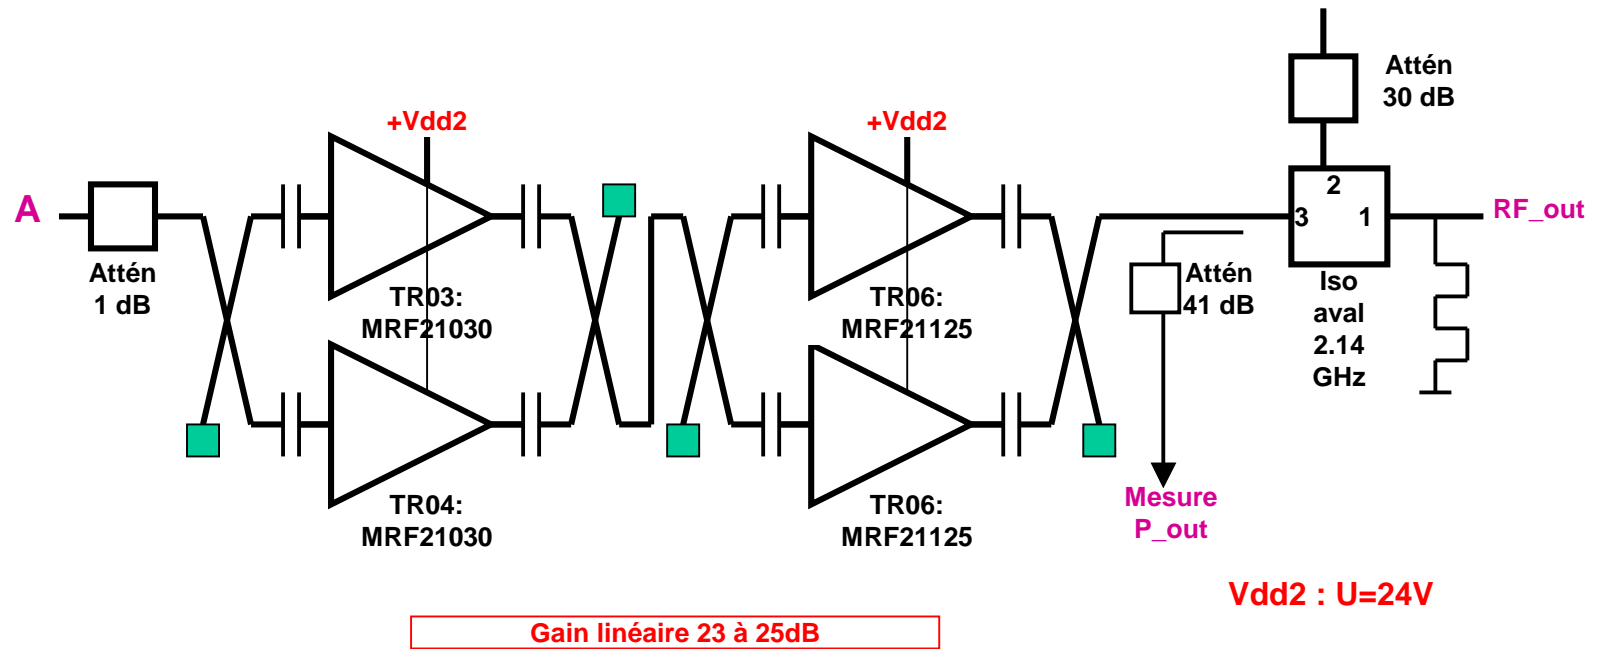 Attén
30 dB
+Vdd2
+Vdd2
A
2
3
1
RF_out
Attén
1 dB
Attén
41 dB
Iso
aval
2.14
GHz
TR03:
MRF21030
TR06:
MRF21125
TR04:
MRF21030
TR06:
MRF21125
Mesure
P_out
Vdd2 : U=24V
Gain linéaire 23 à 25dB